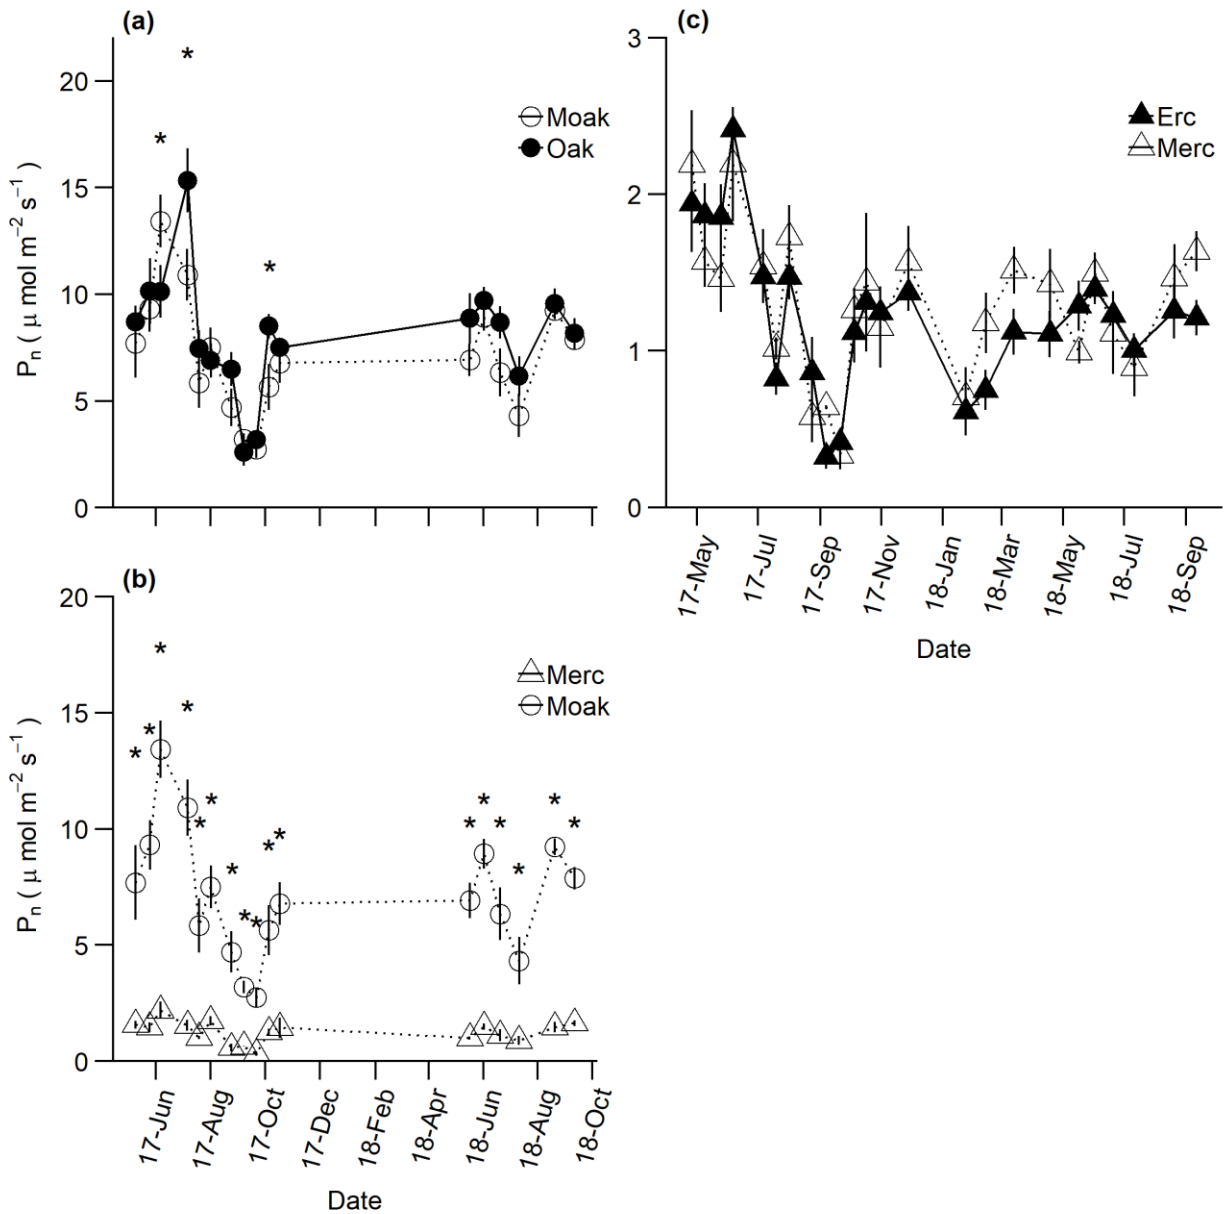 (a)
*
*
*
20
15
10
5
0
P_n ( μ mol m⁻² s⁻¹ )
Moak
Oak
(c)
3
2
1
0
Erc
Merc
17-May
17-Jul
17-Sep
17-Nov
18-Jan
18-Mar
18-May
18-Jul
18-Sep
Date
(b)
20
15
10
5
0
P_n ( μ mol m⁻² s⁻¹ )
Merc
Moak
* * * * * * * * * * * * * * * * *
17-Jun
17-Aug
17-Oct
17-Dec
18-Feb
18-Apr
18-Jun
18-Aug
18-Oct
Date